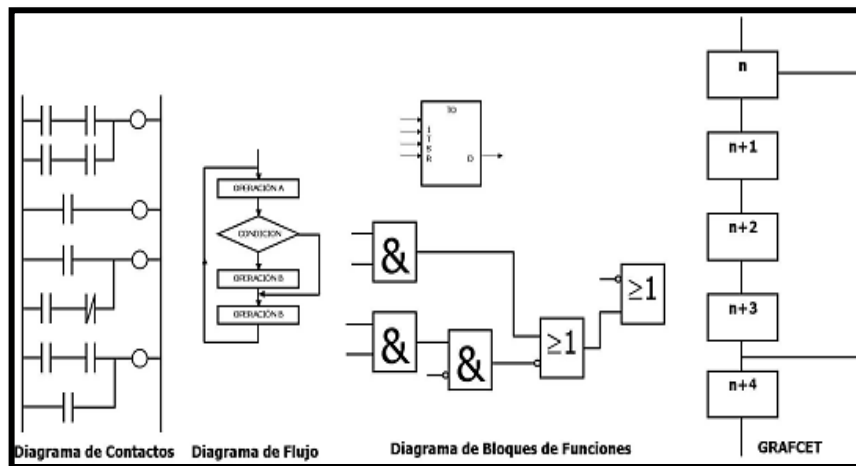 TO
I
T
S
R
D
OPERACIÓN A
CONDICION
OPERACIÓN B
OPERACIÓN B
&
&
&
≥1
≥1
n
n+1
n+2
n+3
n+4
Diagrama de Contactos
Diagrama de Flujo
Diagrama de Bloques de Funciones
GRAFCET